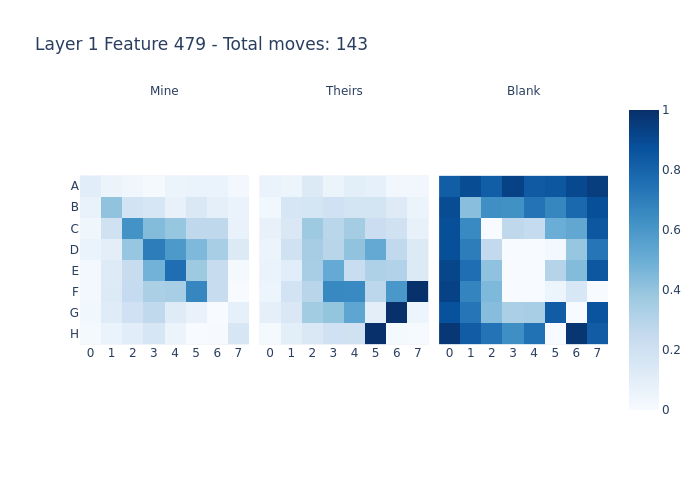 Layer 1 Feature 479 - Total moves: 143
Mine Theirs Blank
1
0.8
0.6
0.4
0.2
0
A
B
C
D
E
F
G
H
0 1 2 3 4 5 6 7 0 1 2 3 4 5 6 7 0 1 2 3 4 5 6 7